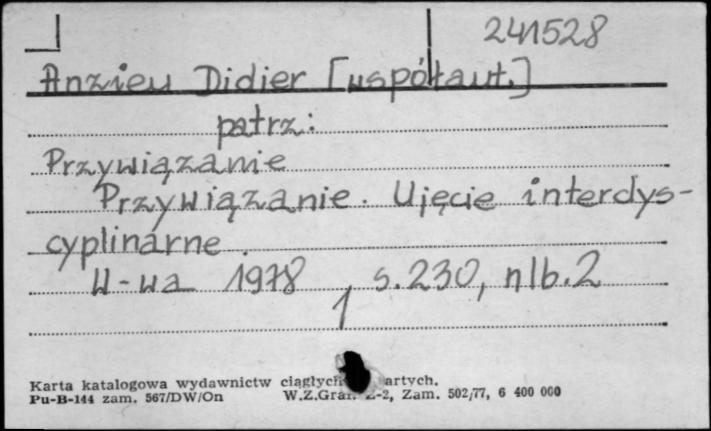 241528
Anzieu Didier [współaut.]
patrz:
Przywiązanie
Przywiązanie. Ujęcie interdys-
cyplinarne.
W-wa 1978 s.230, nlb.2
1
Karta katalogowa wydawnictw ciągłych artych.
Pu-B-144 zam. 567/DW/On W.Z.Graf. Z-2, Zam. 502/77, 6 400 000